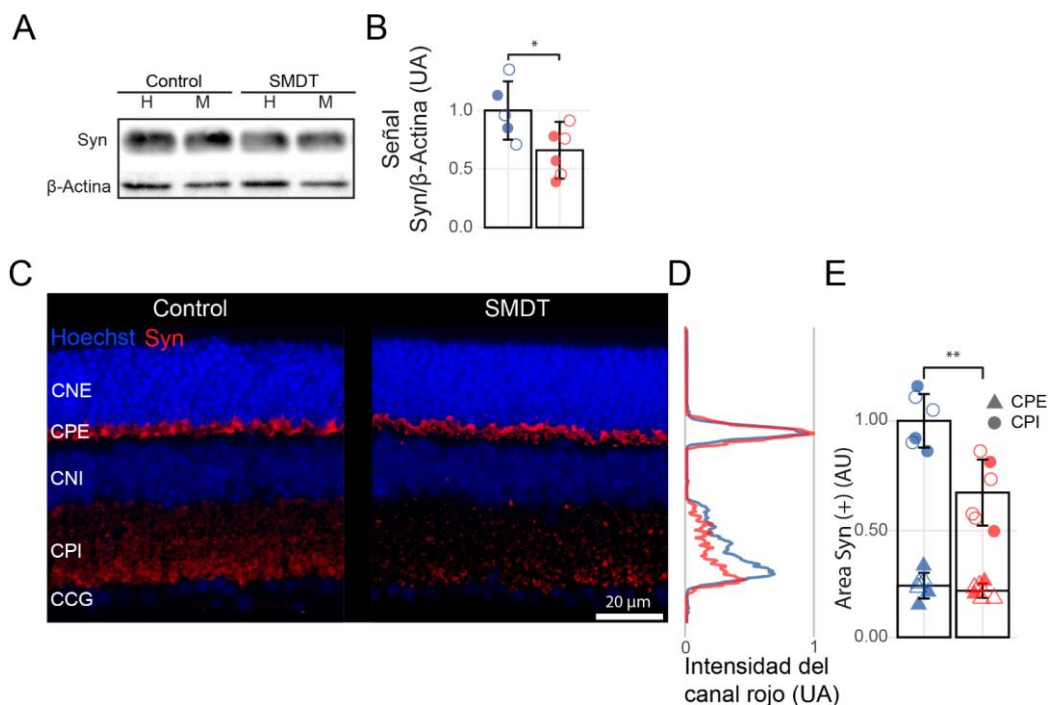 A
Control SMDT
H M H M
Syn
β-Actina
B
Señal
Syn/β-Actina (UA)
*
1.0
0.5
0.0
C
Control SMDT
Hoechst Syn
CNE
CPE
CNI
CPI
CCG
20 µm
D
0 1
Intensidad del
canal rojo (UA)
E
Area Syn (+) (AU)
**
1.00
0.50
0.00
CPE
CPI